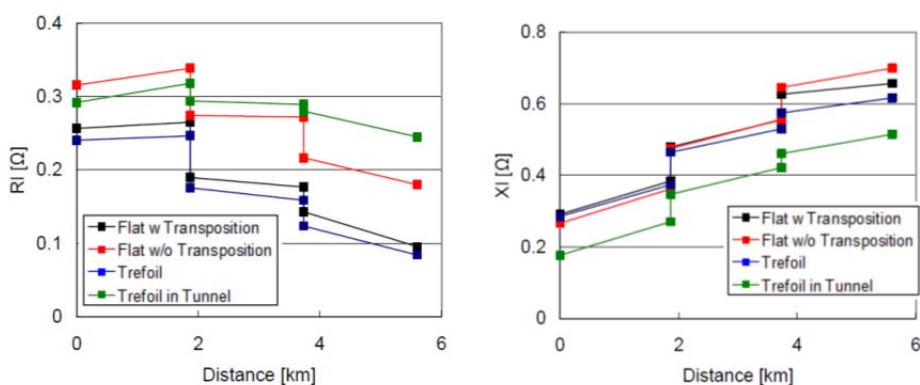 0.4
0.3
0.2
0.1
0
RI [Ω]
Flat w Transposition
Flat w/o Transposition
Trefoil
Trefoil in Tunnel
0 2 4 6
Distance [km]
0.8
0.6
0.4
0.2
0
XI [Ω]
Flat w Transposition
Flat w/o Transposition
Trefoil
Trefoil in Tunnel
0 2 4 6
Distance [km]